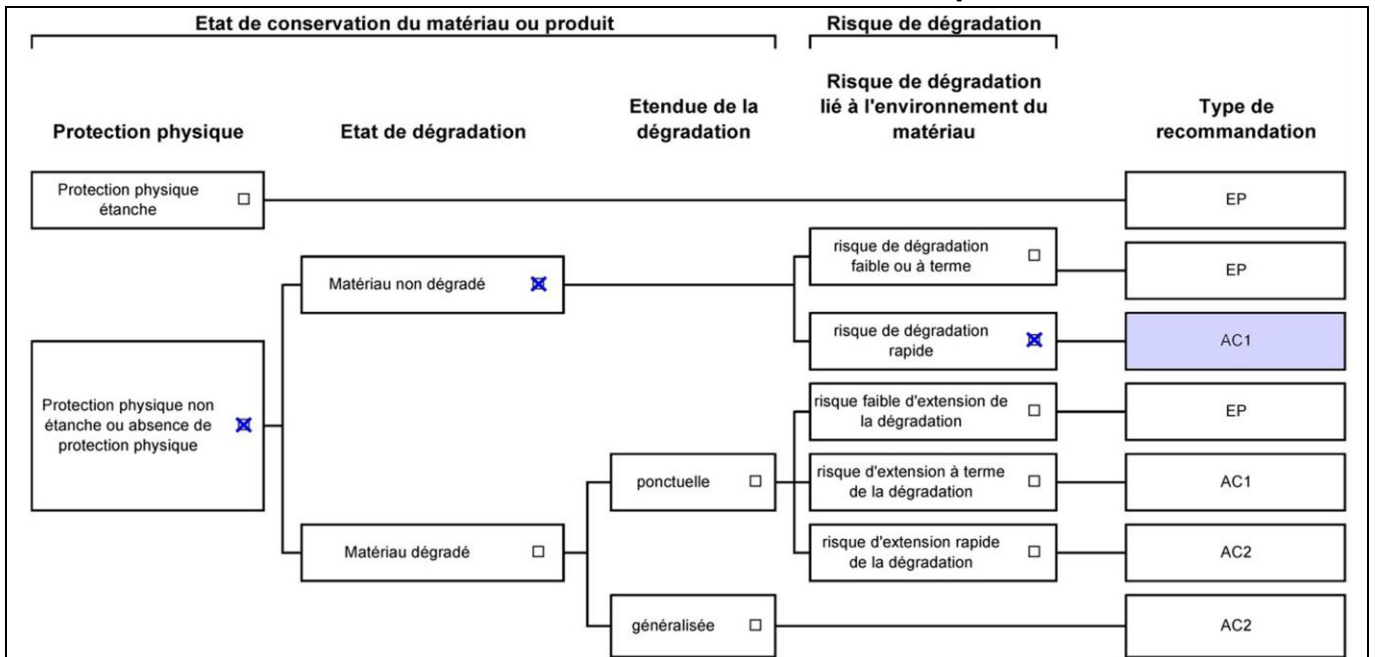 Etat de conservation du matériau ou produit
Risque de dégradation
Protection physique
Etat de dégradation
Etendue de la
dégradation
Risque de dégradation
lié à l'environnement du
matériau
Type de
recommandation
Protection physique
étanche
EP
Matériau non dégradé
risque de dégradation
faible ou à terme
EP
risque de dégradation
rapide
AC1
Protection physique non
étanche ou absence de
protection physique
risque faible d'extension de
la dégradation
EP
ponctuelle
risque d'extension à terme
de la dégradation
AC1
Matériau dégradé
risque d'extension rapide
de la dégradation
AC2
généralisée
AC2